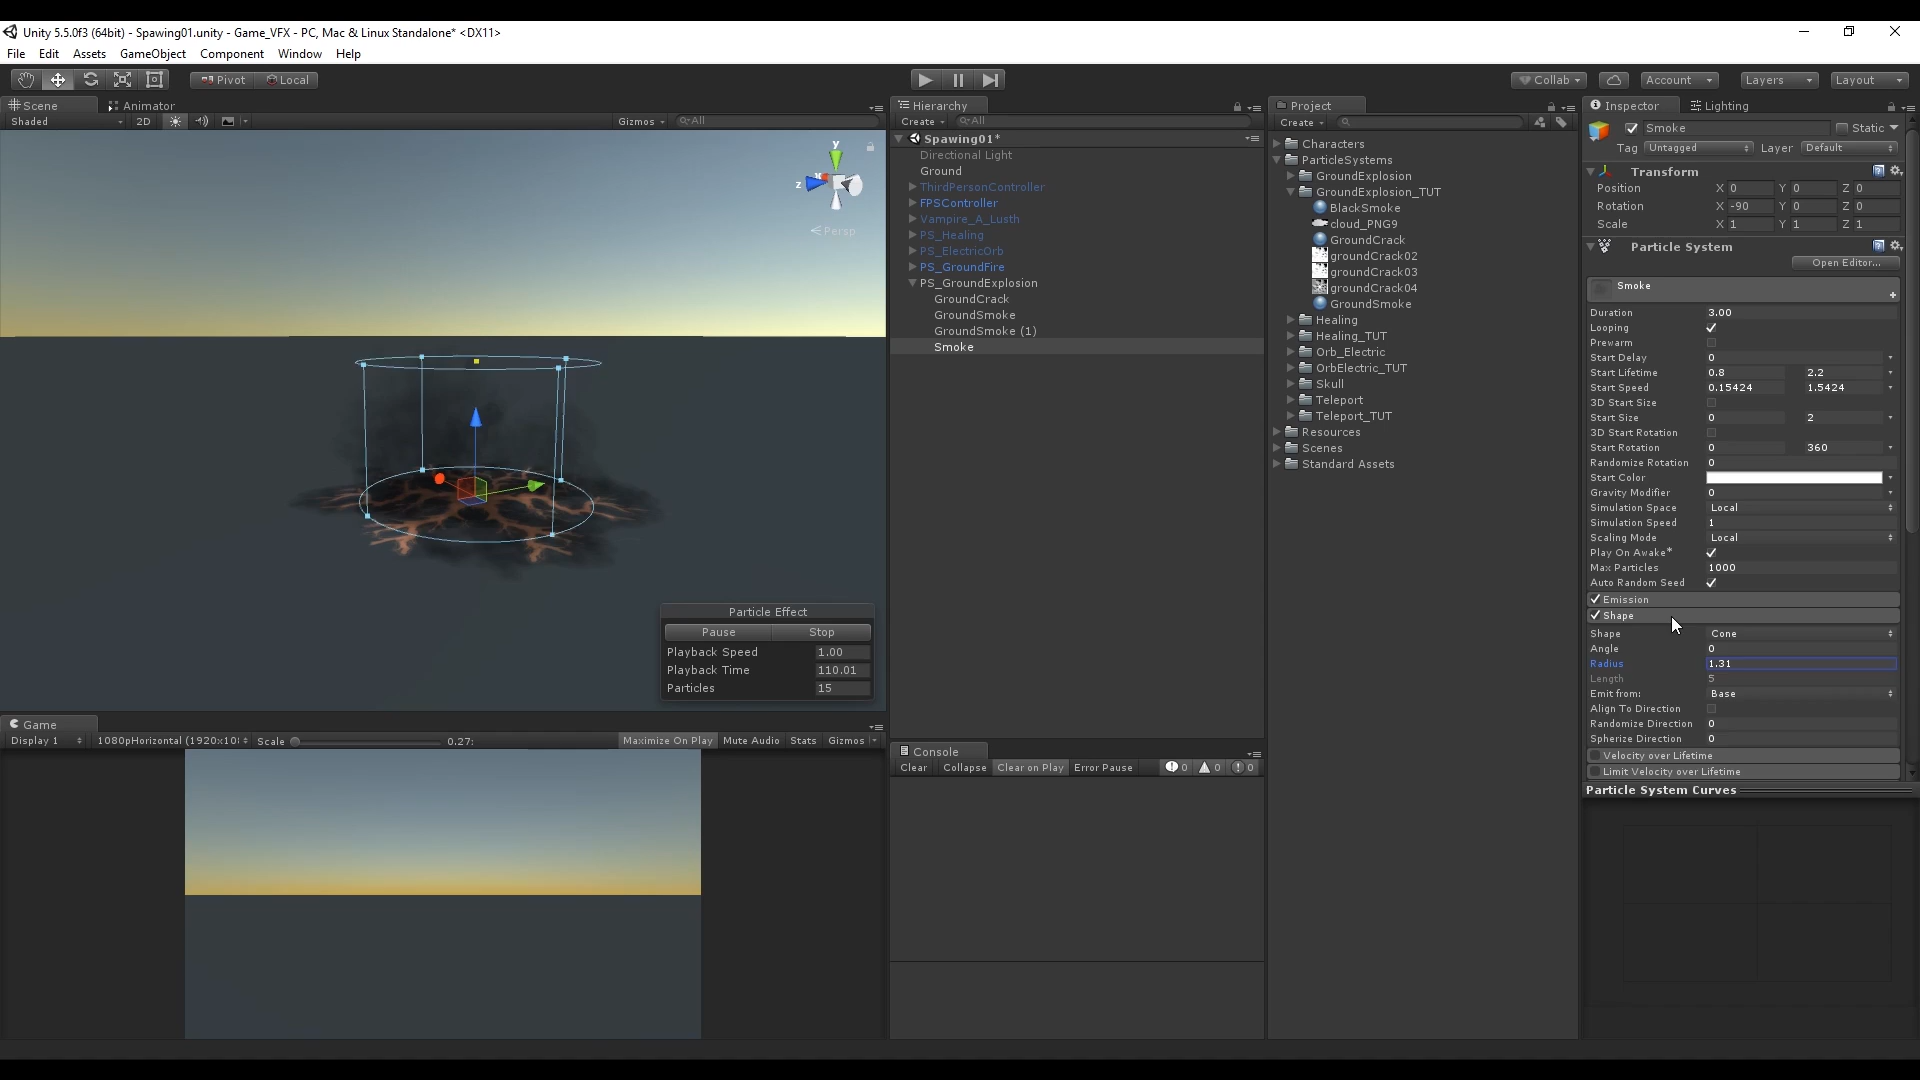 Unity 5.5.0f3 (64bit) - Spawing01.unity - Game_VFX - PC, Mac & Linux Standalone* <DX11>
File Edit Assets GameObject Component Window Help
Pivot Local Collab Account Layers Layout
Scene Animator
Shaded 2D Gizmos All
y
x
z
Persp
Particle Effect
Pause Stop
Playback Speed 1.00
Playback Time 110.01
Particles 15
Game
Display 1 1080pHorizontal (1920x10 Scale 0.27: Maximize On Play Mute Audio Stats Gizmos
Hierarchy
Create All
Spawing01*
Directional Light
Ground
ThirdPersonController
FPSController
Vampire_A_Lusth
PS_Healing
PS_ElectricOrb
PS_GroundFire
PS_GroundExplosion
GroundCrack
GroundSmoke
GroundSmoke (1)
Smoke
Console
Clear Collapse Clear on Play Error Pause 0 0 0
Project
Create
Characters
ParticleSystems
GroundExplosion
GroundExplosion_TUT
BlackSmoke
cloud_PNG9
GroundCrack
groundCrack02
groundCrack03
groundCrack04
GroundSmoke
Healing
Healing_TUT
Orb_Electric
OrbElectric_TUT
Skull
Teleport
Teleport_TUT
Resources
Scenes
Standard Assets
Inspector Lighting
Smoke Static
Tag Untagged Layer Default
Transform
Position X 0 Y 0 Z 0
Rotation X -90 Y 0 Z 0
Scale X 1 Y 1 Z 1
Particle System
Open Editor...
Smoke
Duration 3.00
Looping
Prewarm
Start Delay 0
Start Lifetime 0.8 2.2
Start Speed 0.15424 1.5424
3D Start Size
Start Size 0 2
3D Start Rotation
Start Rotation 0 360
Randomize Rotation 0
Start Color
Gravity Modifier 0
Simulation Space Local
Simulation Speed 1
Scaling Mode Local
Play On Awake*
Max Particles 1000
Auto Random Seed
Emission
Shape
Shape Cone
Angle 0
Radius 1.31
Length 5
Emit from: Base
Align To Direction
Randomize Direction 0
Spherize Direction 0
Velocity over Lifetime
Limit Velocity over Lifetime
Particle System Curves